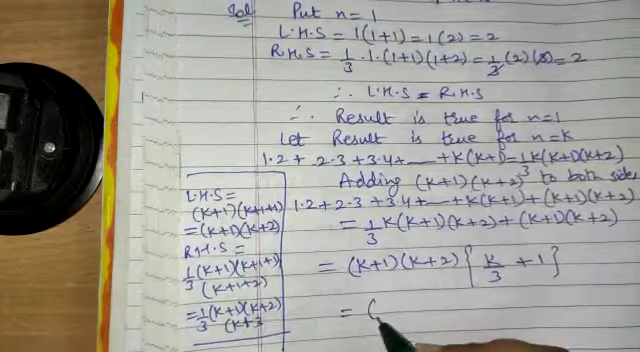 Sol Put n=1
L.H.S = 1(1+1) = 1(2) = 2
R.H.S = 1/3 . 1 . (1+1)(1+2) = 1/3 (2)(3) = 2
∴ L.H.S = R.H.S
∴ Result is true for n=1
Let Result is true for n=k
1.2 + 2.3 + 3.4 + --- + k(k+1) = 1/3 k(k+1)(k+2)
Adding (k+1)(k+2) to both sides
1.2 + 2.3 + 3.4 + --- + k(k+1) + (k+1)(k+2)
= 1/3 k(k+1)(k+2) + (k+1)(k+2)
= (k+1)(k+2) { k/3 + 1 }
= (
L.H.S =
(k+1)(k+1+1)
= (k+1)(k+2)
R.H.S =
1/3 (k+1)(k+1+1)
(k+1+2)
= 1/3 (k+1)(k+2)
(k+3